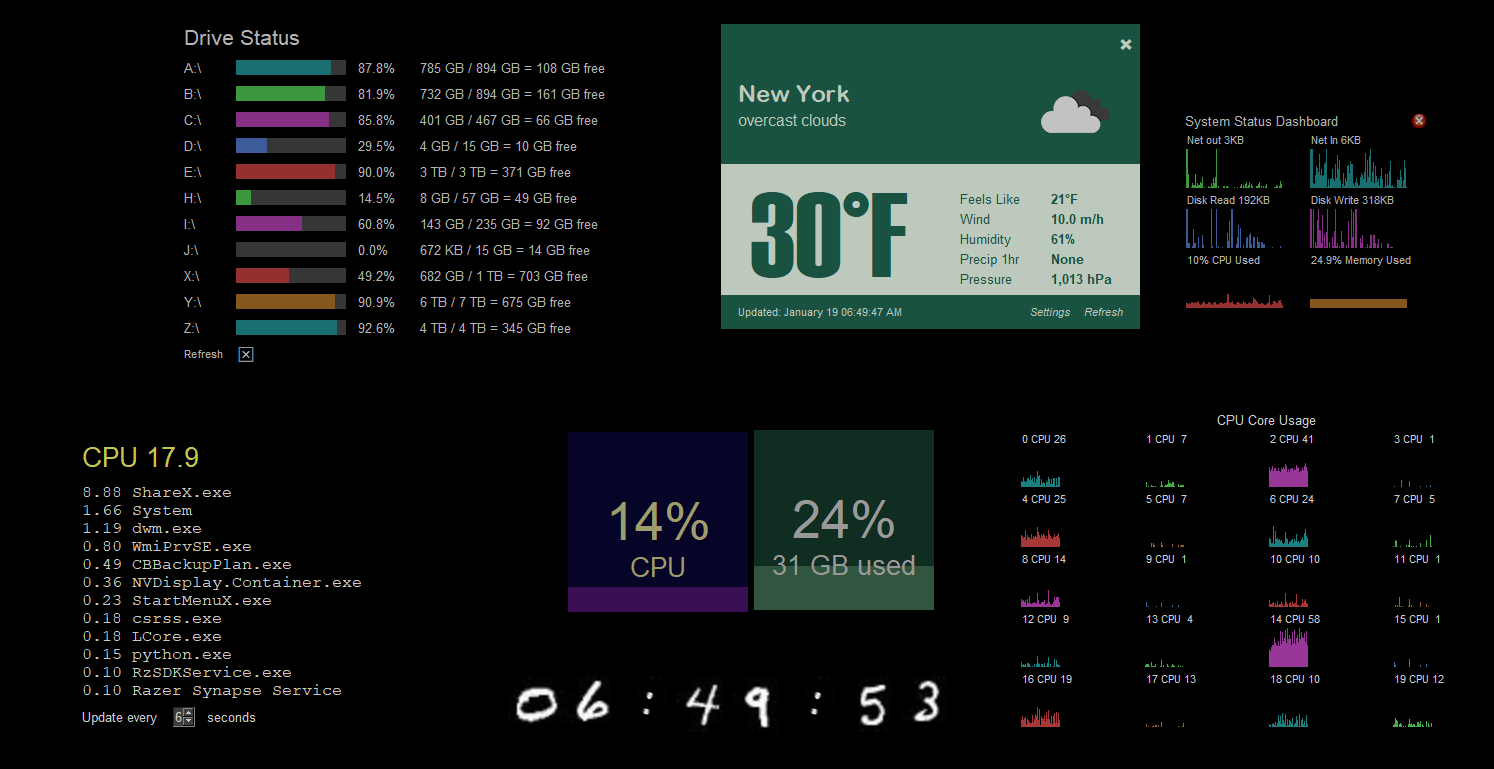 Drive Status
A:\ 87.8% 785 GB / 894 GB = 108 GB free
B:\ 81.9% 732 GB / 894 GB = 161 GB free
C:\ 85.8% 401 GB / 467 GB = 66 GB free
D:\ 29.5% 4 GB / 15 GB = 10 GB free
E:\ 90.0% 3 TB / 3 TB = 371 GB free
H:\ 14.5% 8 GB / 57 GB = 49 GB free
I:\ 60.8% 143 GB / 235 GB = 92 GB free
J:\ 0.0% 672 KB / 15 GB = 14 GB free
X:\ 49.2% 682 GB / 1 TB = 703 GB free
Y:\ 90.9% 6 TB / 7 TB = 675 GB free
Z:\ 92.6% 4 TB / 4 TB = 345 GB free
Refresh
New York
overcast clouds
30°F
Feels Like 21°F
Wind 10.0 m/h
Humidity 61%
Precip 1hr None
Pressure 1,013 hPa
Updated: January 19 06:49:47 AM Settings Refresh
System Status Dashboard
Net out 3KB Net In 6KB
Disk Read 192KB Disk Write 318KB
10% CPU Used 24.9% Memory Used
CPU 17.9
8.88 ShareX.exe
1.66 System
1.19 dwm.exe
0.80 WmiPrvSE.exe
0.49 CBBackupPlan.exe
0.36 NVDisplay.Container.exe
0.23 StartMenuX.exe
0.18 csrss.exe
0.18 LCore.exe
0.15 python.exe
0.10 RzSDKService.exe
0.10 Razer Synapse Service
Update every 6 seconds
14%
CPU
24%
31 GB used
06:49:53
CPU Core Usage
0 CPU 26 1 CPU 7 2 CPU 41 3 CPU 1
4 CPU 25 5 CPU 7 6 CPU 24 7 CPU 5
8 CPU 14 9 CPU 1 10 CPU 10 11 CPU 1
12 CPU 9 13 CPU 4 14 CPU 58 15 CPU 1
16 CPU 19 17 CPU 13 18 CPU 10 19 CPU 12